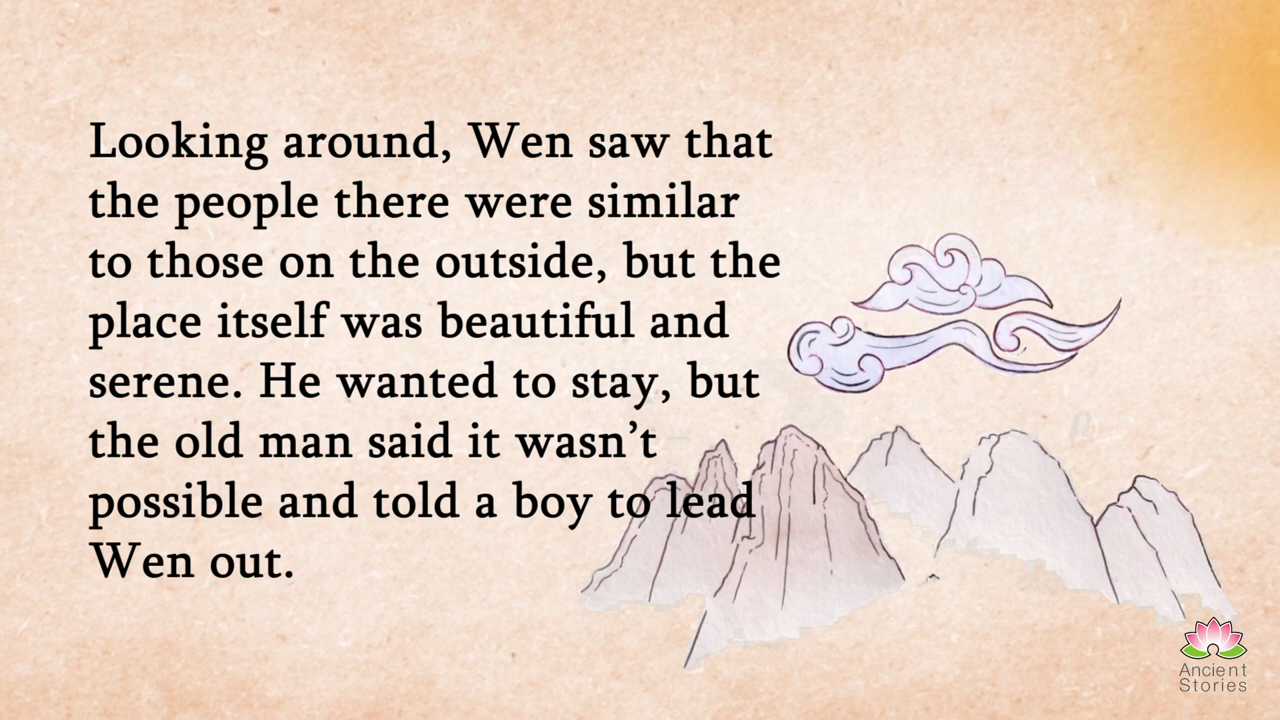 Looking around, Wen saw that
the people there were similar
to those on the outside, but the
place itself was beautiful and
serene. He wanted to stay, but
the old man said it wasn’t
possible and told a boy to lead
Wen out.
Ancient
Stories